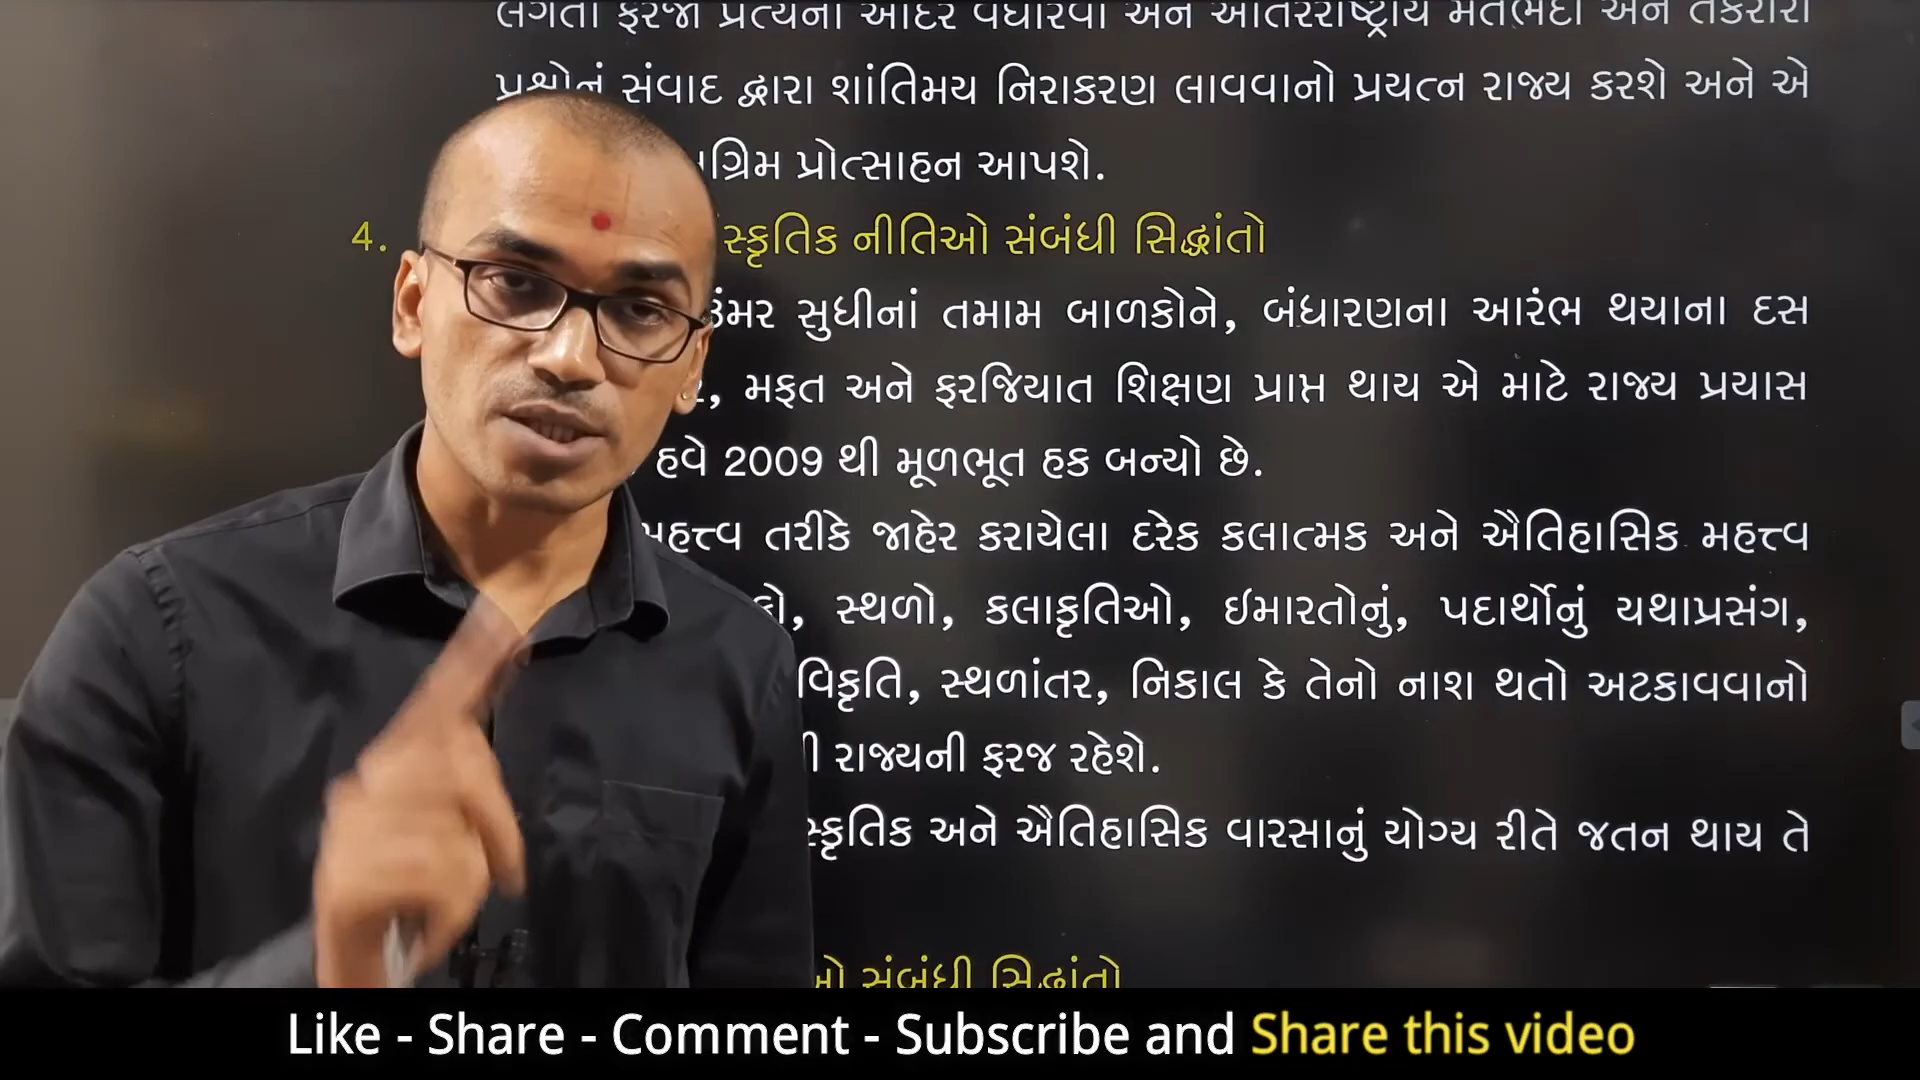 લગતી ફરજો પ્રત્યેનો આદર વધારવા અને આંતરરાષ્ટ્રીય મતભેદો અને તકરારી
પ્રશ્નોનું સંવાદ દ્વારા શાંતિમય નિરાકરણ લાવવાનો પ્રયત્ન રાજ્ય કરશે અને એ
પ્રોત્સાહન આપશે.
4. નીતિઓ સંબંધી સિદ્ધાંતો
સુધીનાં તમામ બાળકોને, બંધારણના આરંભ થયાના દસ
મફત અને ફરજિયાત શિક્ષણ પ્રાપ્ત થાય એ માટે રાજ્ય પ્રયાસ
હવે 2009 થી મૂળભૂત હક બન્યો છે.
મહત્ત્વ તરીકે જાહેર કરાયેલા દરેક કલાત્મક અને ઐતિહાસિક મહત્ત્વ
સ્થળો, કલાકૃતિઓ, ઈમારતોનું, પદાર્થોનું યથાપ્રસંગ,
વિકૃતિ, સ્થળાંતર, નિકાલ કે તેનો નાશ થતો અટકાવવાનો
રાજ્યની ફરજ રહેશે.
અને ઐતિહાસિક વારસાનું યોગ્ય રીતે જતન થાય તે
સંબંધી સિદ્ધાંતો
Like - Share - Comment - Subscribe and Share this video